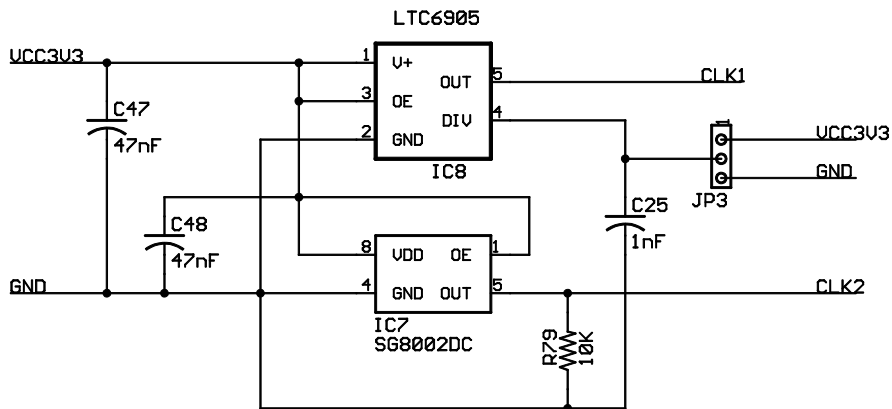 LTC6905
VCC3V3
1
V+
5
CLK1
OUT
3
OE
4
DIV
2
GND
C47
47nF
IC8
1
VCC3V3
GND
JP3
C48
47nF
C25
1nF
8
VDD
OE
1
GND
4
GND
OUT
5
CLK2
IC7
SG8002DC
R79
10K